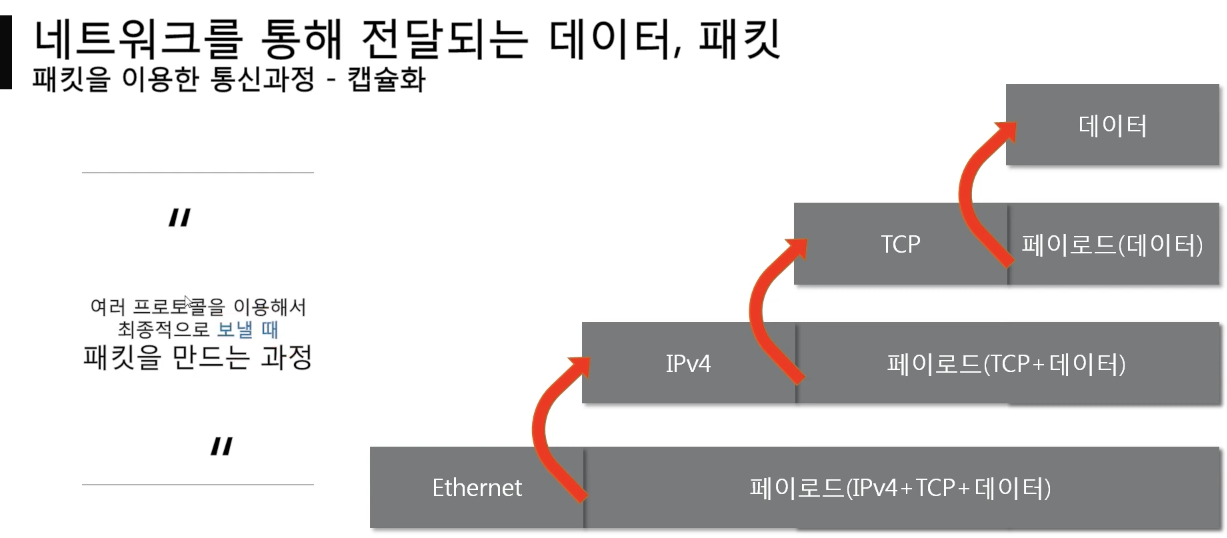 네트워크를 통해 전달되는 데이터, 패킷
패킷을 이용한 통신과정 - 캡슐화
"
여러 프로토콜을 이용해서
최종적으로 보낼 때
패킷을 만드는 과정
"
데이터
TCP
페이로드(데이터)
IPv4
페이로드(TCP+데이터)
Ethernet
페이로드(IPv4+TCP+데이터)